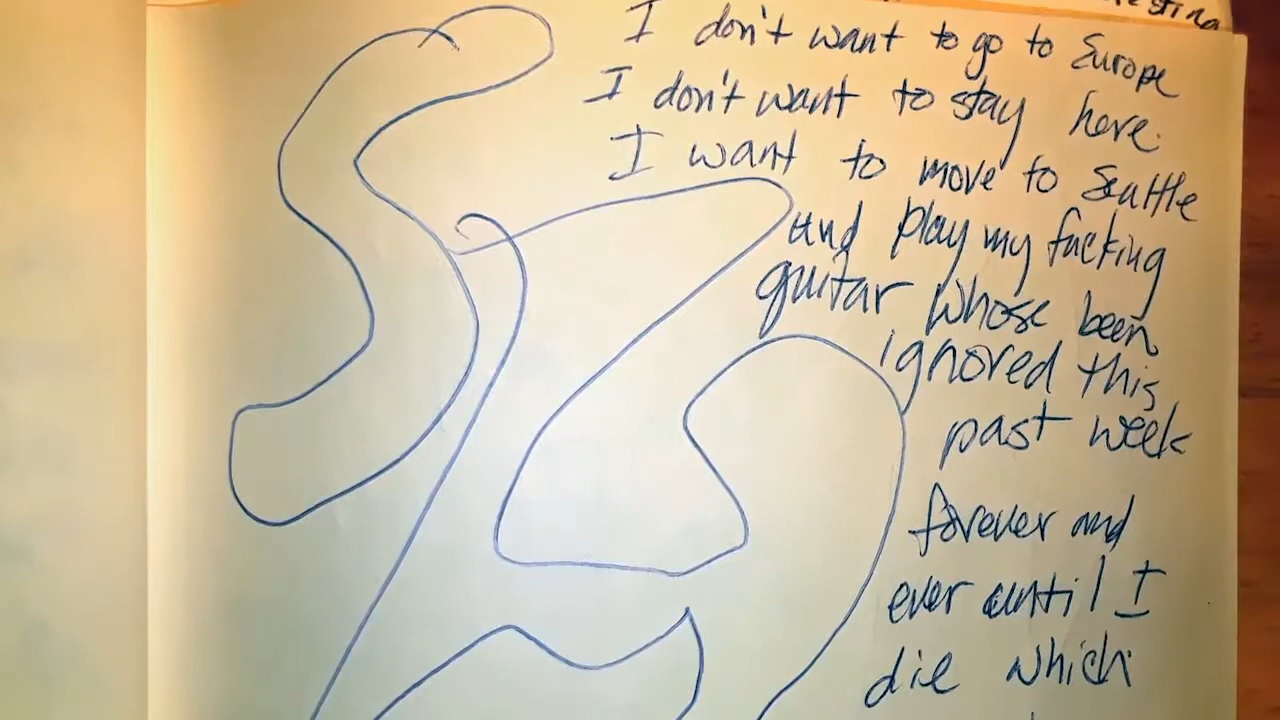 I don't want to go to Europe
I don't want to stay here.
I want to move to Seattle
and play my fucking
guitar whose been
ignored this
past week
forever and
ever until I
die which